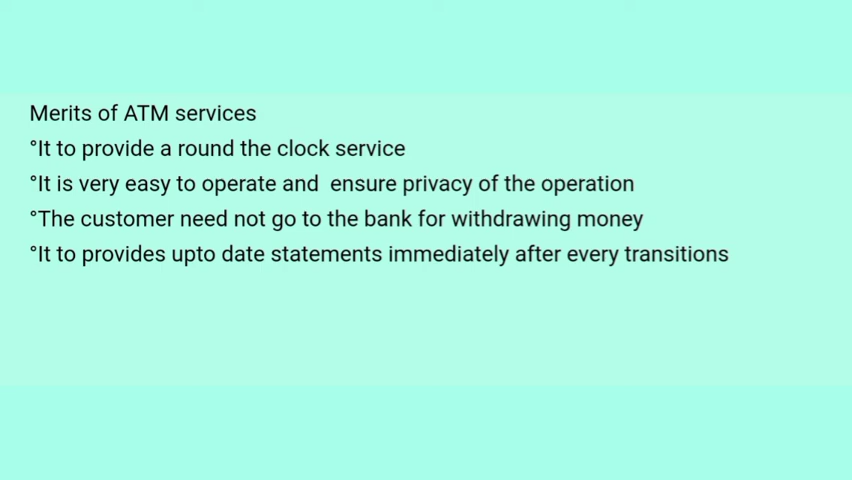 Merits of ATM services
°It to provide a round the clock service
°It is very easy to operate and  ensure privacy of the operation
°The customer need not go to the bank for withdrawing money
°It to provides upto date statements immediately after every transitions